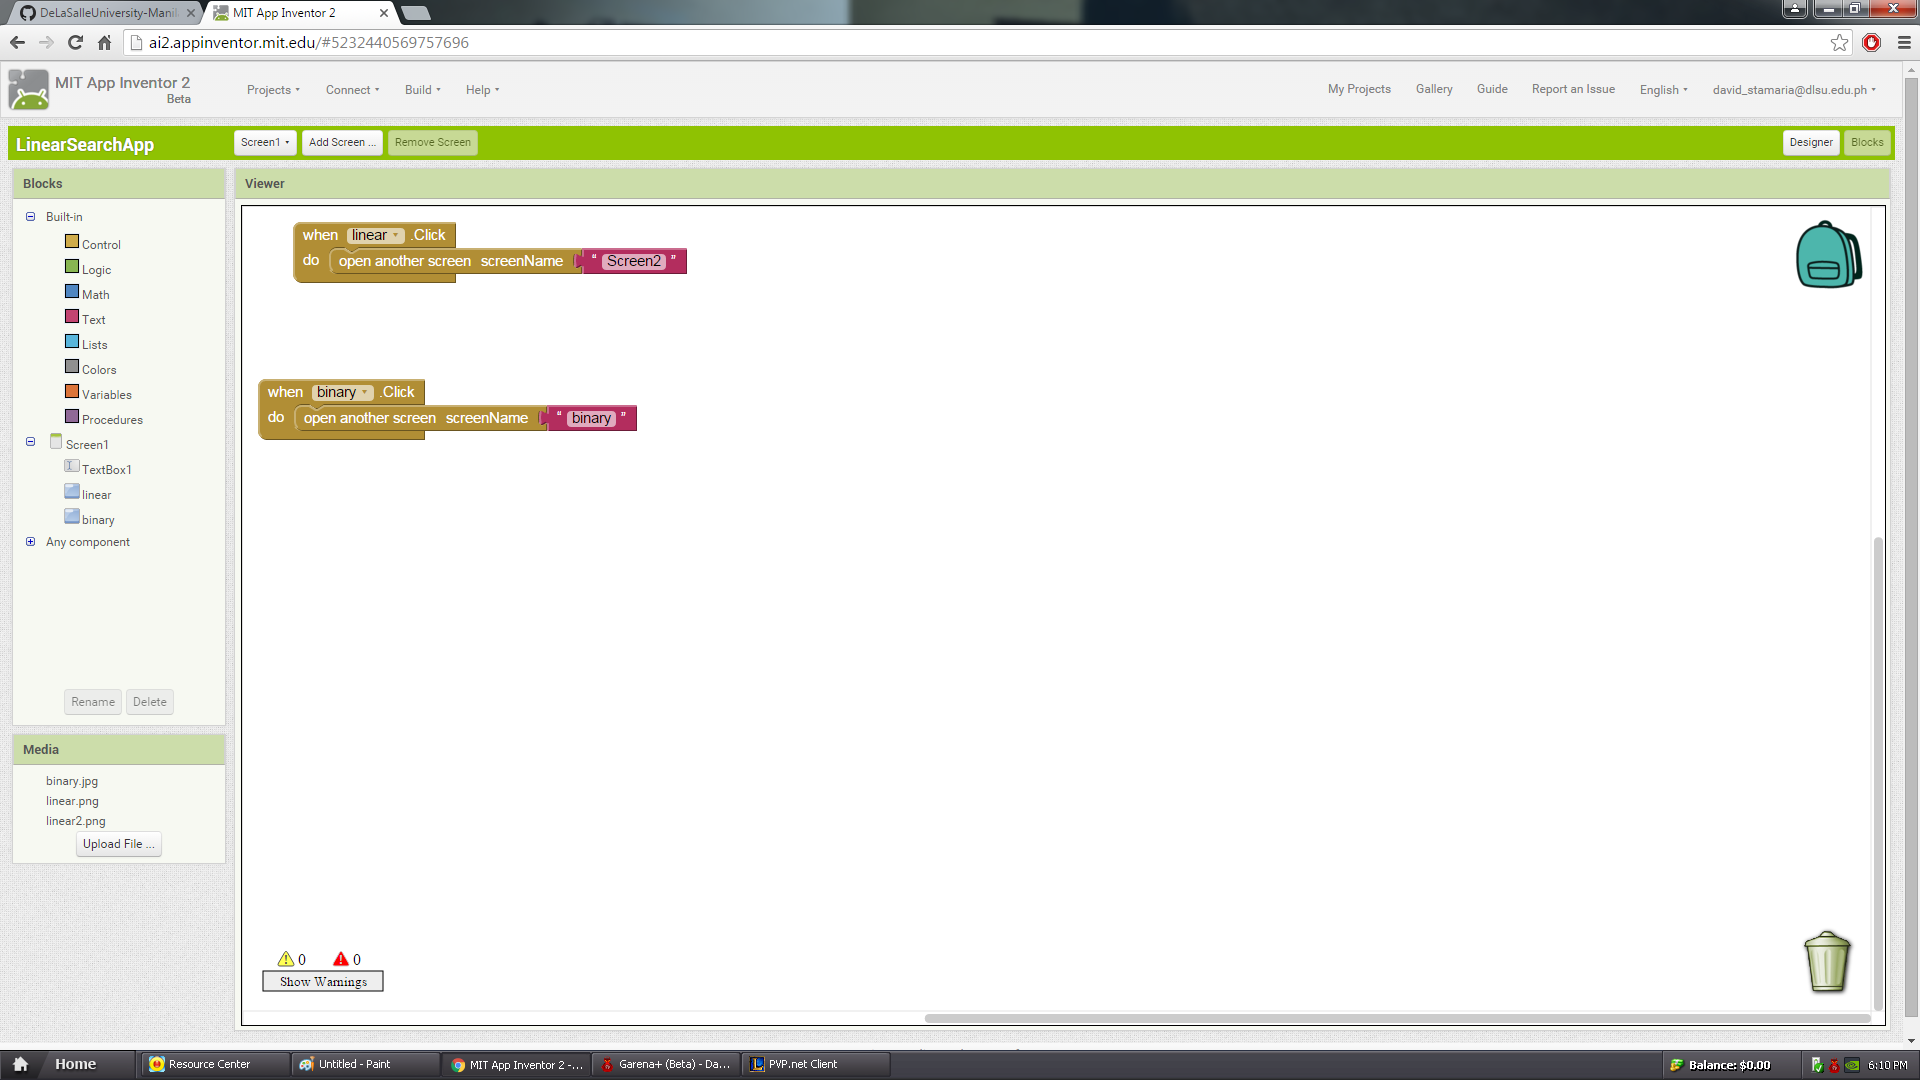 DeLaSalleUniversity-Manil
MIT App Inventor 2
ai2.appinventor.mit.edu/#5232440569757696
MIT App Inventor 2
Beta
Projects
Connect
Build
Help
My Projects
Gallery
Guide
Report an Issue
English
david_stamaria@dlsu.edu.ph
LinearSearchApp
Screen1
Add Screen ...
Remove Screen
Designer
Blocks
Blocks
Built-in
Control
Logic
Math
Text
Lists
Colors
Variables
Procedures
Screen1
TextBox1
linear
binary
Any component
Rename
Delete
Media
binary.jpg
linear.png
linear2.png
Upload File ...
Viewer
when linear .Click
do open another screen screenName " Screen2 "
when binary .Click
do open another screen screenName " binary "
0 0
Show Warnings
Home
Resource Center
Untitled - Paint
MIT App Inventor 2 -...
Garena+ (Beta) - Da...
PVP.net Client
Balance: $0.00
6:10 PM